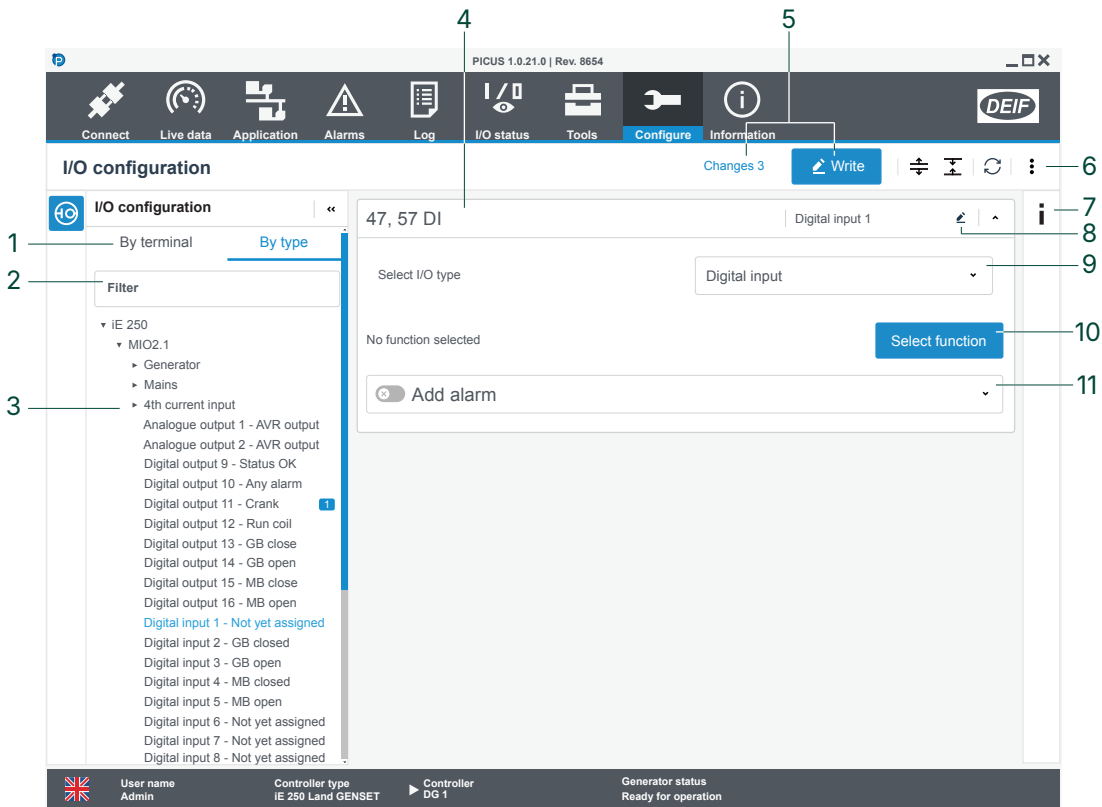 4
5
PICUS 1.0.21.0 | Rev. 8654
Connect
Live data
Application
Alarms
Log
I/O status
Tools
Configure
Information
DEIF
I/O configuration
Changes 3
Write
6
I/O configuration
«
47, 57 DI
Digital input 1
i
7
8
1
By terminal
By type
Select I/O type
Digital input
9
2
Filter
iE 250
MIO2.1
No function selected
Select function
10
Generator
Mains
3
4th current input
Add alarm
11
Analogue output 1 - AVR output
Analogue output 2 - AVR output
Digital output 9 - Status OK
Digital output 10 - Any alarm
Digital output 11 - Crank 1
Digital output 12 - Run coil
Digital output 13 - GB close
Digital output 14 - GB open
Digital output 15 - MB close
Digital output 16 - MB open
Digital input 1 - Not yet assigned
Digital input 2 - GB closed
Digital input 3 - GB open
Digital input 4 - MB closed
Digital input 5 - MB open
Digital input 6 - Not yet assigned
Digital input 7 - Not yet assigned
Digital input 8 - Not yet assigned
User name
Admin
Controller type
iE 250 Land GENSET
Controller
DG 1
Generator status
Ready for operation